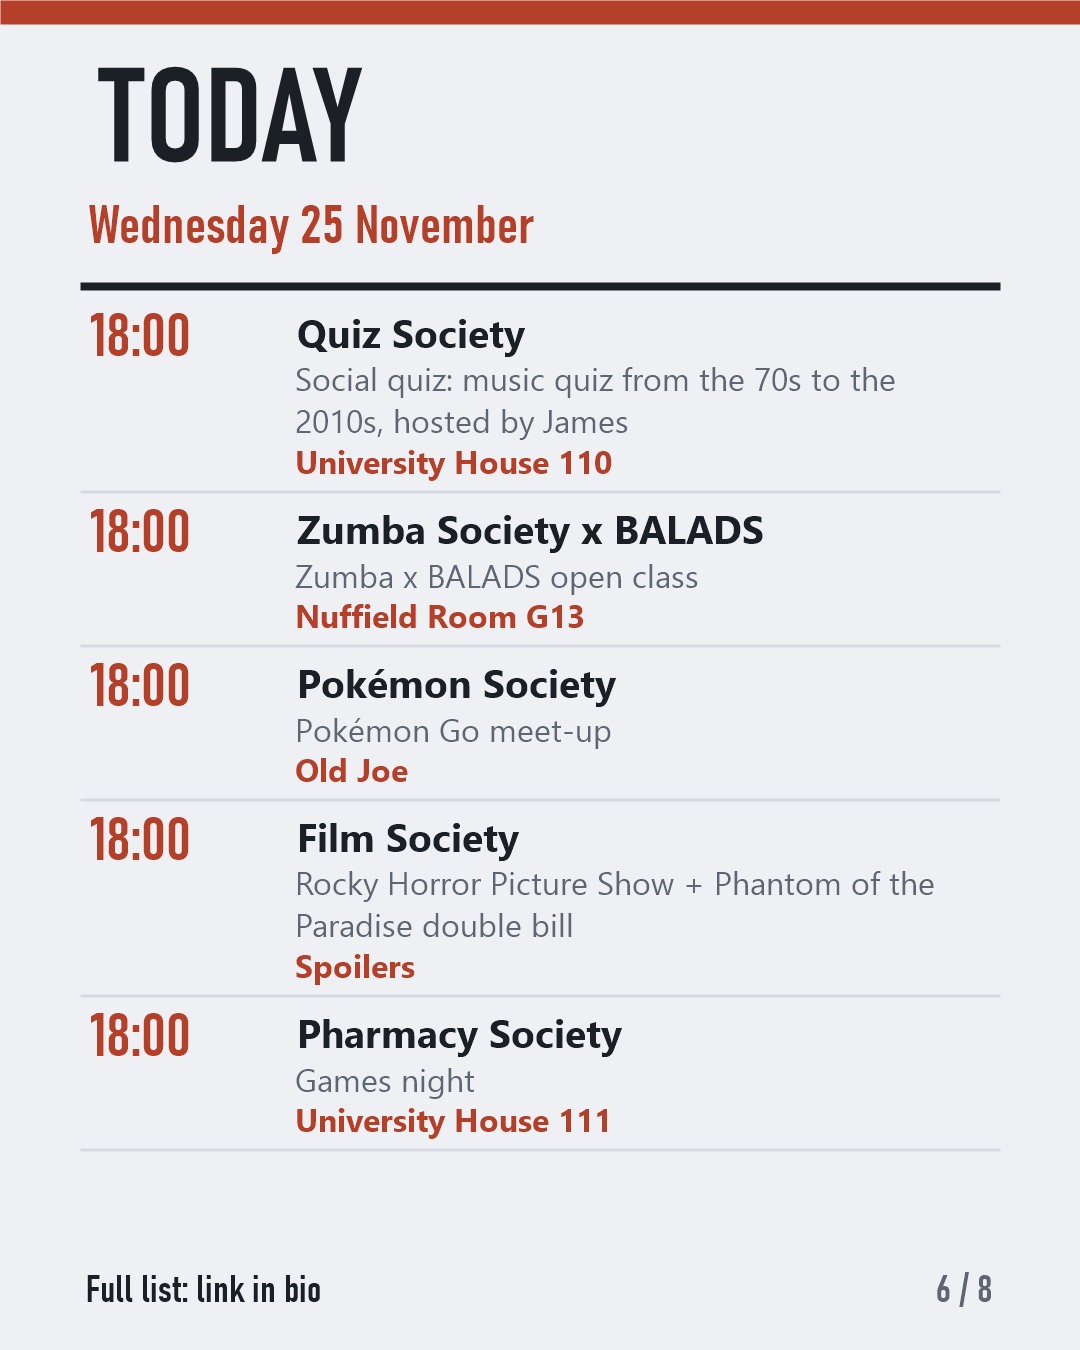 TODAY
Wednesday 25 November
18:00
Quiz Society
Social quiz: music quiz from the 70s to the
2010s, hosted by James
University House 110
18:00
Zumba Society x BALADS
Zumba x BALADS open class
Nuffield Room G13
18:00
Pokémon Society
Pokémon Go meet-up
Old Joe
18:00
Film Society
Rocky Horror Picture Show + Phantom of the
Paradise double bill
Spoilers
18:00
Pharmacy Society
Games night
University House 111
Full list: link in bio
6 / 8